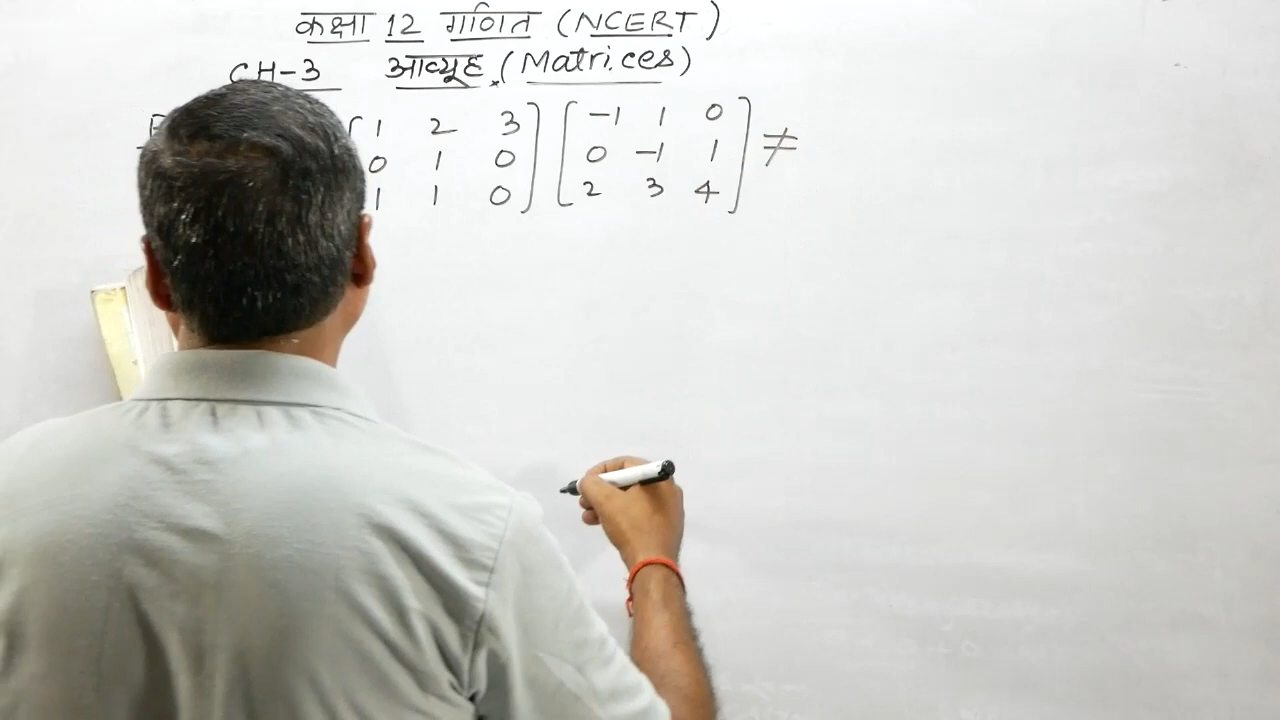 कक्षा 12 गणित (NCERT)
CH-3 आव्यूह (Matrices)
1 2 3] [-1 1 0] ≠
0 1 0] [0 -1 1]
1 1 0] [2 3 4]